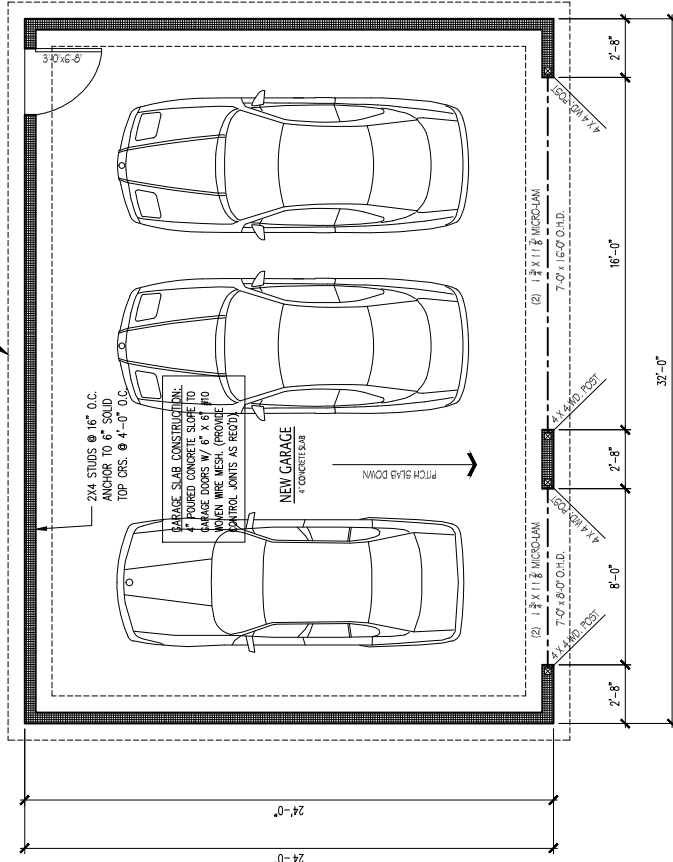 3'-0"x6'-8"
2X4 STUDS @ 16" O.C.
ANCHOR TO 6" SOLID
TOP CRS. @ 4'-0" O.C.
GARAGE SLAB CONSTRUCTION:
4" POURED CONCRETE SLOPE TO
GARAGE DOORS W/ 6" X 6" #10
WOVEN WIRE MESH. (PROVIDE
CONTROL JOINTS AS REQ'D)
NEW GARAGE
4" CONCRETE SLAB
PITCH SLAB DOWN
(2) 1 3/4" X 11 7/8" MICRO-LAM
7'-0" x 16'-0" O.H.D.
(2) 1 3/4" X 11 7/8" MICRO-LAM
7'-0" x 8'-0" O.H.D.
4 X 4 WD. POST
4 X 4 WD. POST
4 X 4 WD. POST
4 X 4 WD. POST
2'-8"
16'-0"
2'-8"
8'-0"
2'-8"
32'-0"
24'-0"
24'-0